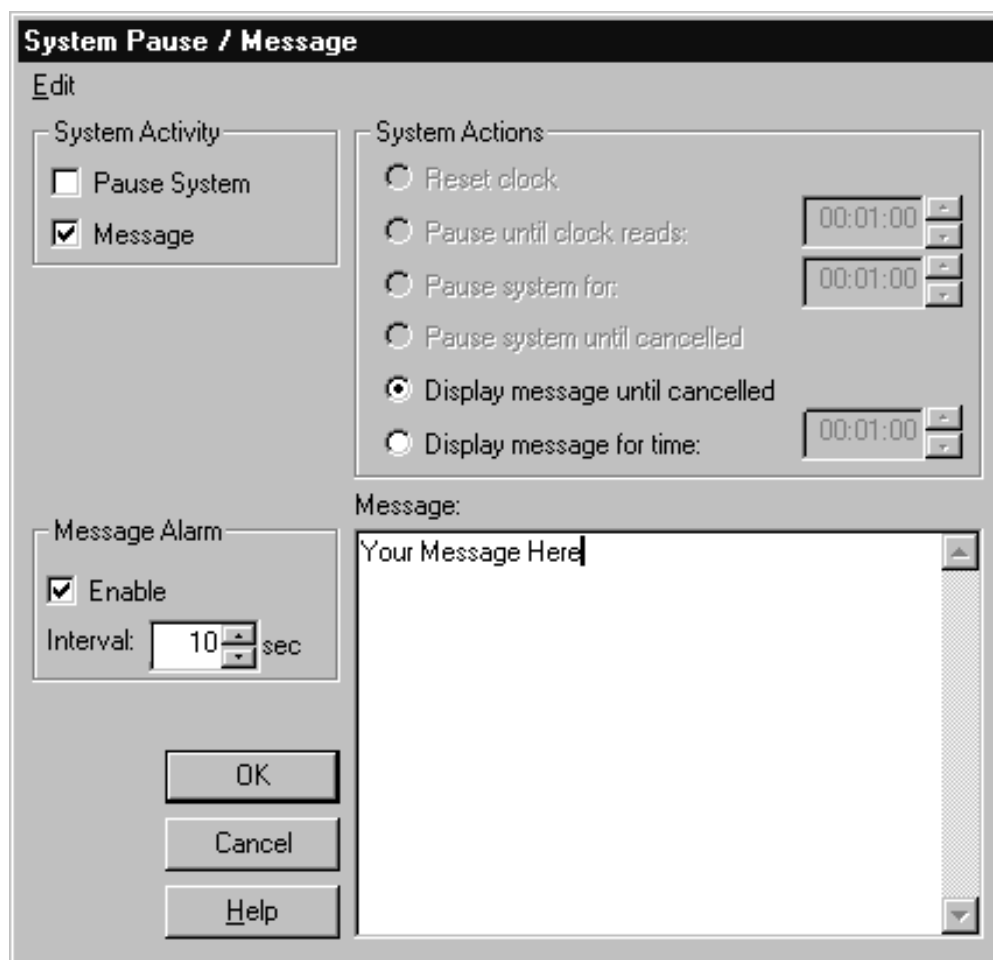 System Pause / Message
Edit
System Activity
Pause System
Message
System Actions
Reset clock
Pause until clock reads: 00:01:00
Pause system for: 00:01:00
Pause system until cancelled
Display message until cancelled
Display message for time: 00:01:00
Message Alarm
Enable
Interval: 10 sec
Message:
Your Message Here
OK
Cancel
Help